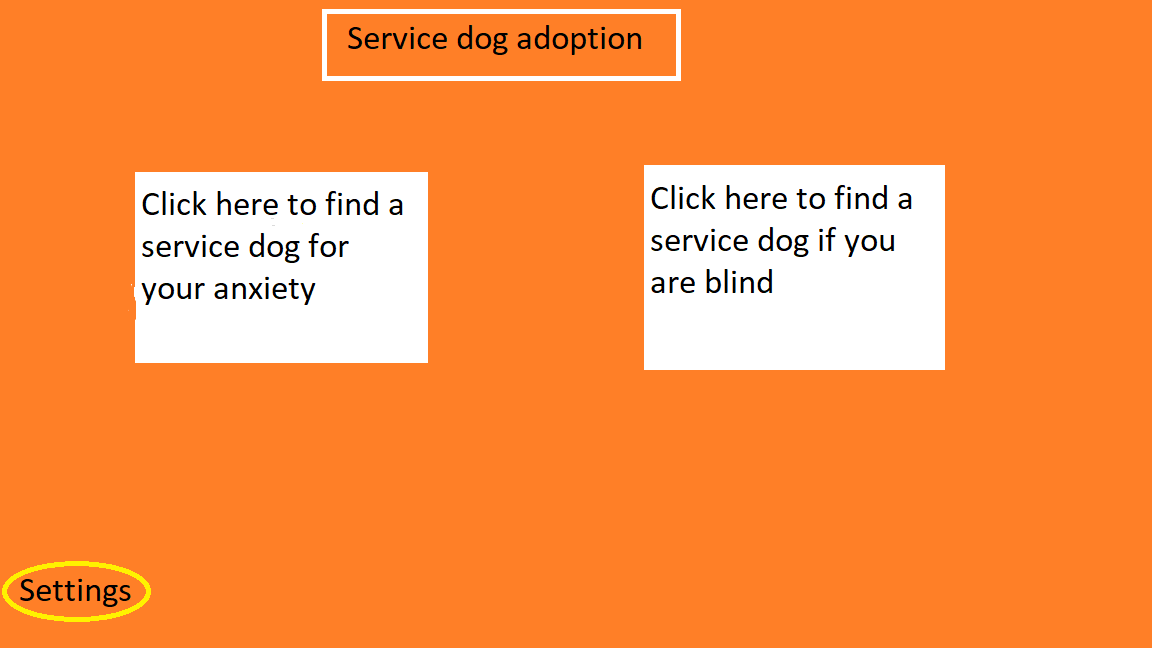 Service dog adoption
Click here to find a
service dog for
your anxiety
Click here to find a
service dog if you
are blind
Settings